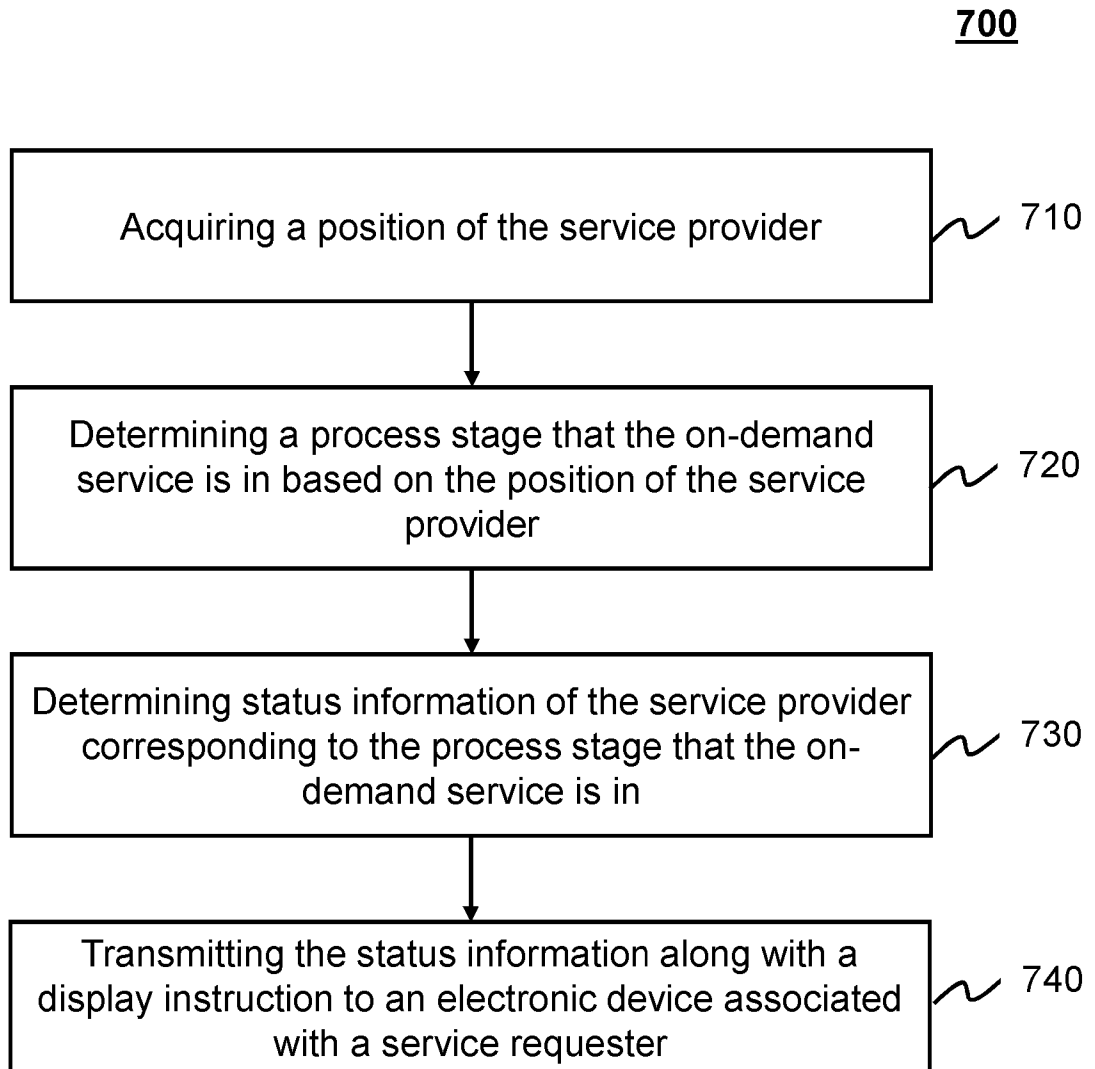 700
Acquiring a position of the service provider
710
Determining a process stage that the on-demand
service is in based on the position of the service
provider
720
Determining status information of the service provider
corresponding to the process stage that the on-
demand service is in
730
Transmitting the status information along with a
display instruction to an electronic device associated
with a service requester
740